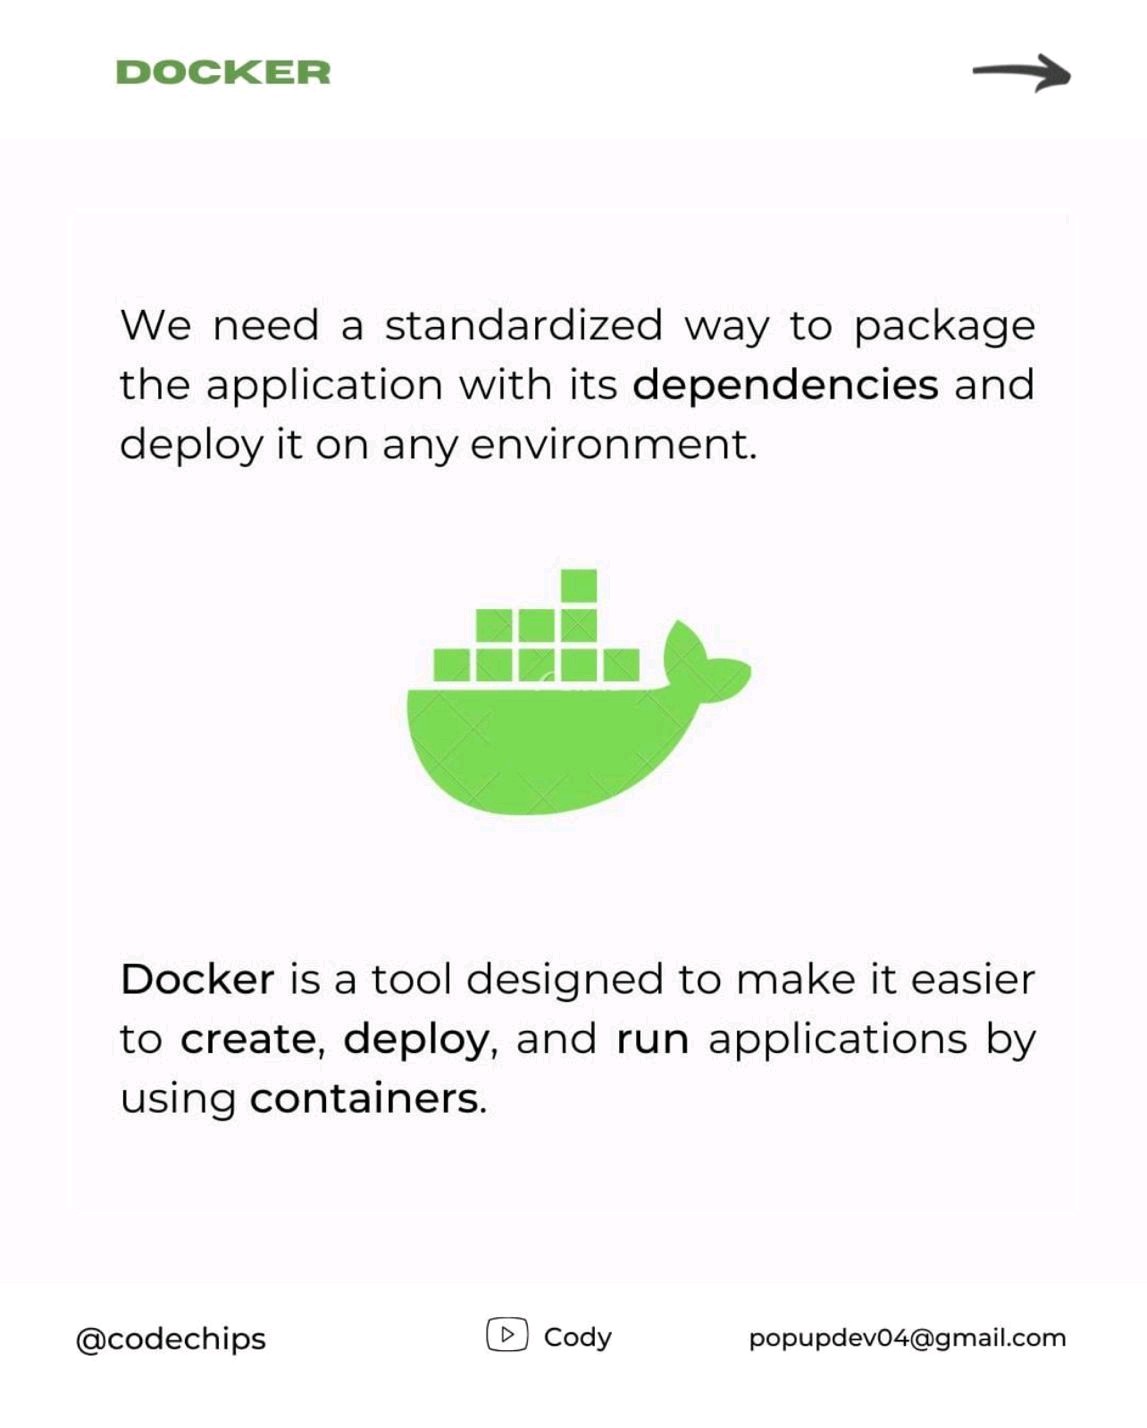 DOCKER
We need a standardized way to package
the application with its dependencies and
deploy it on any environment.
Docker is a tool designed to make it easier
to create, deploy, and run applications by
using containers.
@codechips
Cody
popupdev04@gmail.com